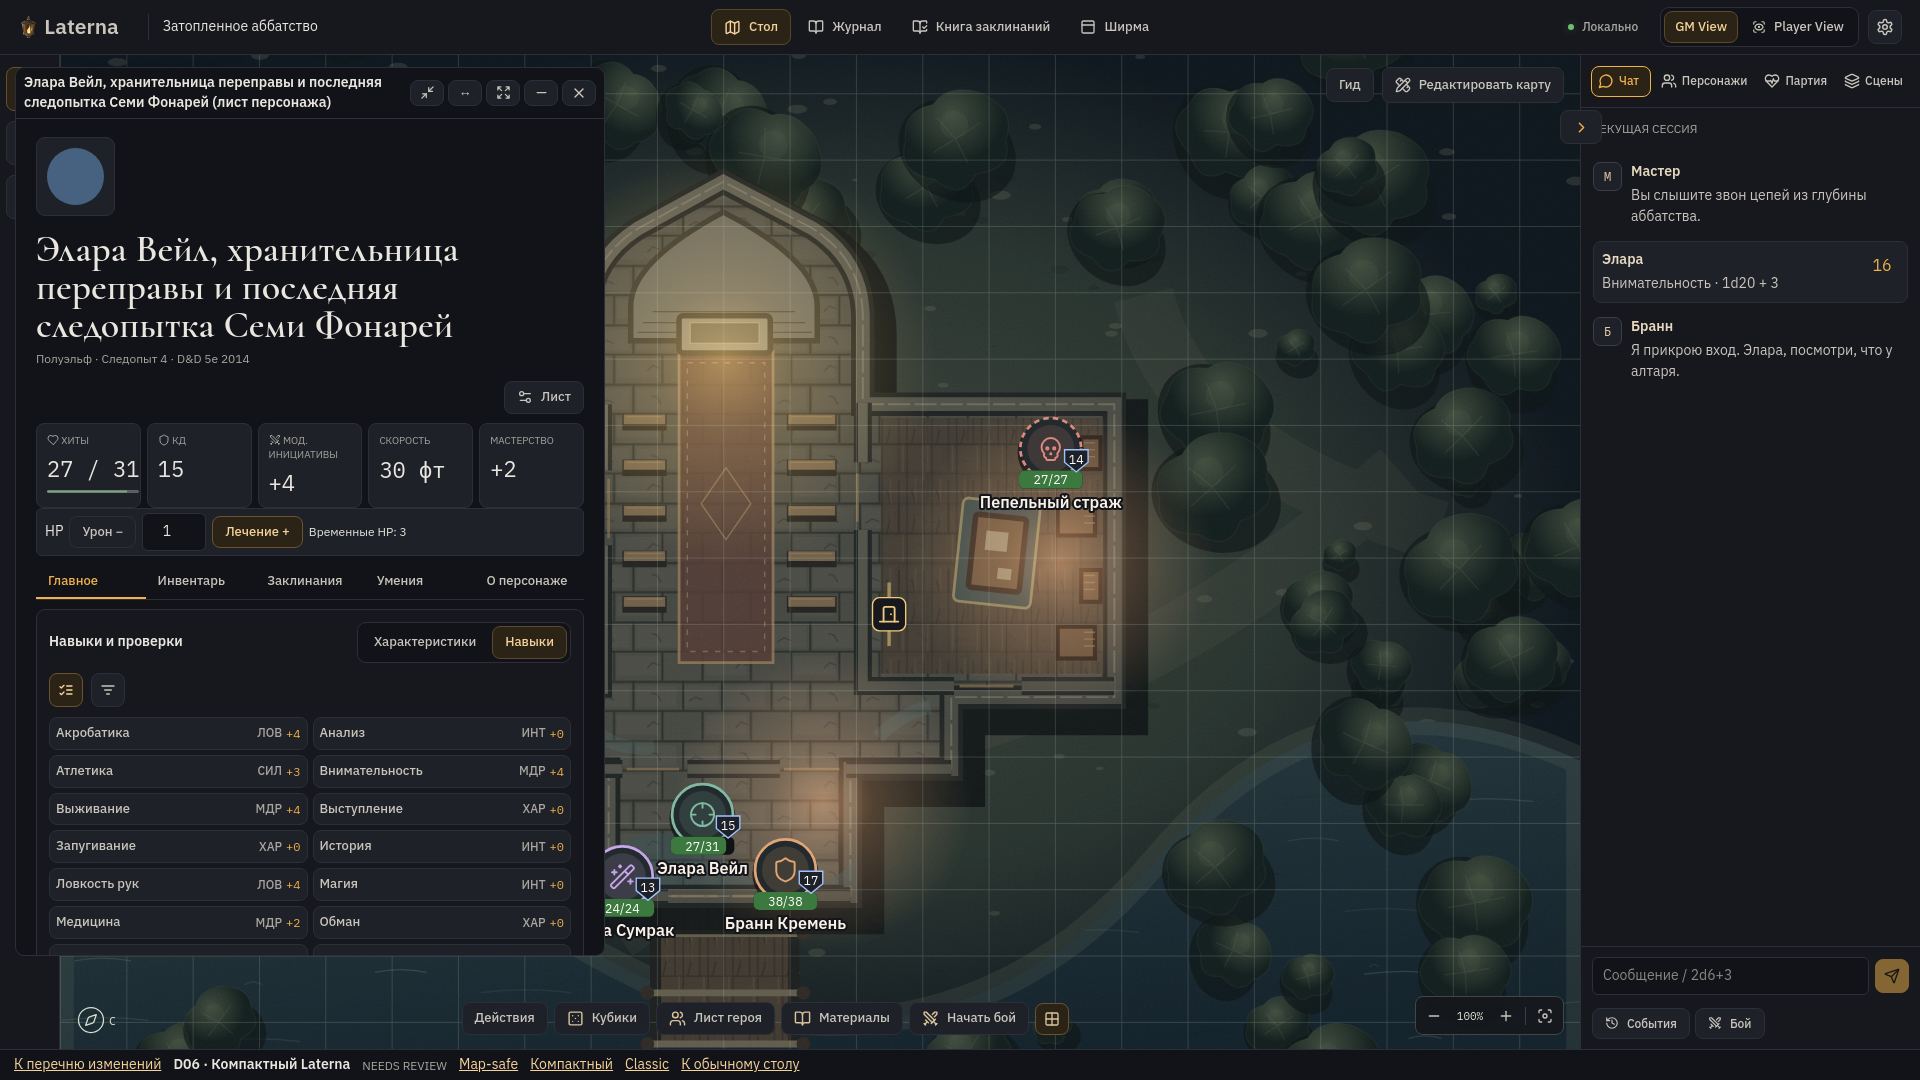 Laterna
Затопленное аббатство
Стол
Журнал
Книга заклинаний
Ширма
Локально
GM View
Player View
Элара Вейл, хранительница переправы и последняя
следопытка Семи Фонарей (лист персонажа)
Элара Вейл, хранительница
переправы и последняя
следопытка Семи Фонарей
Полуэльф · Следопыт 4 · D&D 5e 2014
Лист
ХИТЫ
27 / 31
КД
15
МОД.
ИНИЦИАТИВЫ
+4
СКОРОСТЬ
30 фт
МАСТЕРСТВО
+2
HP
Урон −
1
Лечение +
Временные HP: 3
Главное
Инвентарь
Заклинания
Умения
О персонаже
Навыки и проверки
Характеристики
Навыки
Акробатика ЛОВ +4
Анализ ИНТ +0
Атлетика СИЛ +3
Внимательность МДР +4
Выживание МДР +4
Выступление ХАР +0
Запугивание ХАР +0
История ИНТ +0
Ловкость рук ЛОВ +4
Магия ИНТ +0
Медицина МДР +2
Обман ХАР +0
Гид
Редактировать карту
14
27/27
Пепельный страж
15
27/31
Элара Вейл
13
24/24
а Сумрак
17
38/38
Бранн Кремень
С
Действия
Кубики
Лист героя
Материалы
Начать бой
100%
Чат
Персонажи
Партия
Сцены
ЕКУЩАЯ СЕССИЯ
М
Мастер
Вы слышите звон цепей из глубины
аббатства.
Элара
Внимательность · 1d20 + 3
16
Б
Бранн
Я прикрою вход. Элара, посмотри, что у
алтаря.
Сообщение / 2d6+3
События
Бой
К перечню изменений
D06 · Компактный Laterna
NEEDS REVIEW
Map-safe
Компактный
Classic
К обычному столу